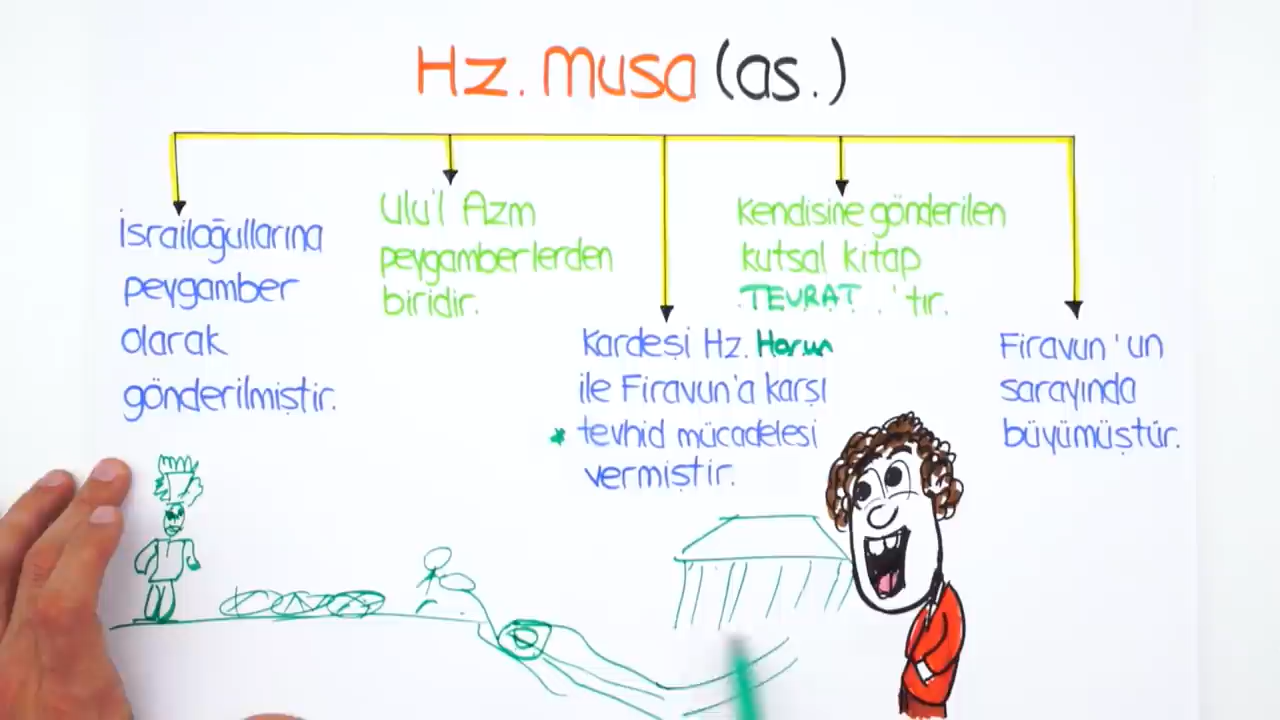 Hz. Musa (as.)
İsrailoğullarına
peygamber
olarak
gönderilmiştir.
Ulu'l Azm
peygamberlerden
biridir.
Kardeşi Hz. Harun
ile Firavun'a karşı
* tevhid mücadelesi
vermiştir.
Kendisine gönderilen
kutsal kitap
.TEVRAT..'tır.
Firavun'un
sarayında
büyümüştür.